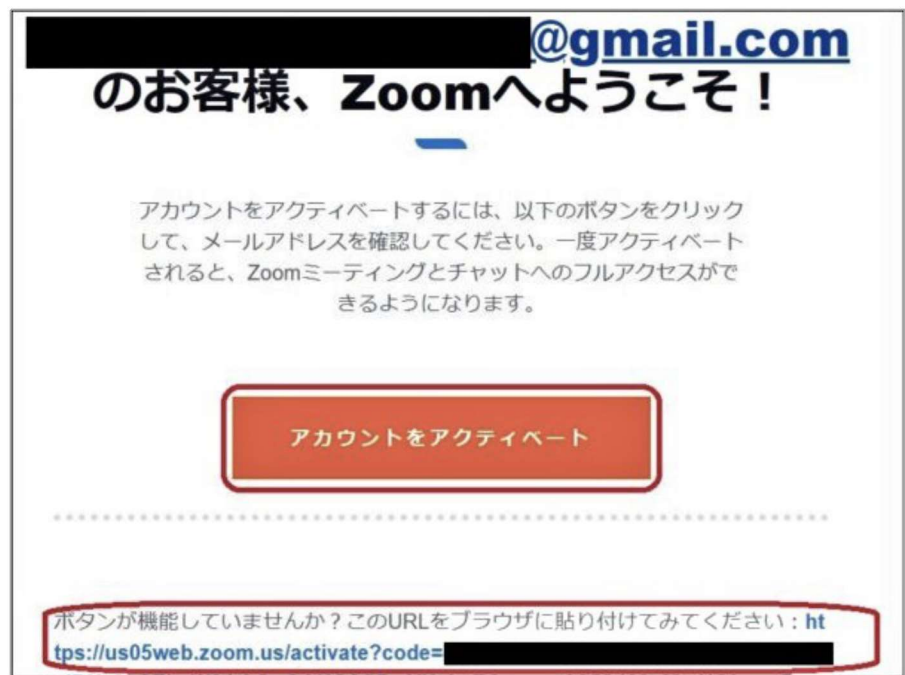 @gmail.com
のお客様、Zoomへようこそ！
アカウントをアクティベートするには、以下のボタンをクリック
して、メールアドレスを確認してください。一度アクティベート
されると、Zoomミーティングとチャットへのフルアクセスがで
きるようになります。
アカウントをアクティベート
ボタンが機能していませんか？このURLをブラウザに貼り付けてみてください：ht
tps://us05web.zoom.us/activate?code=